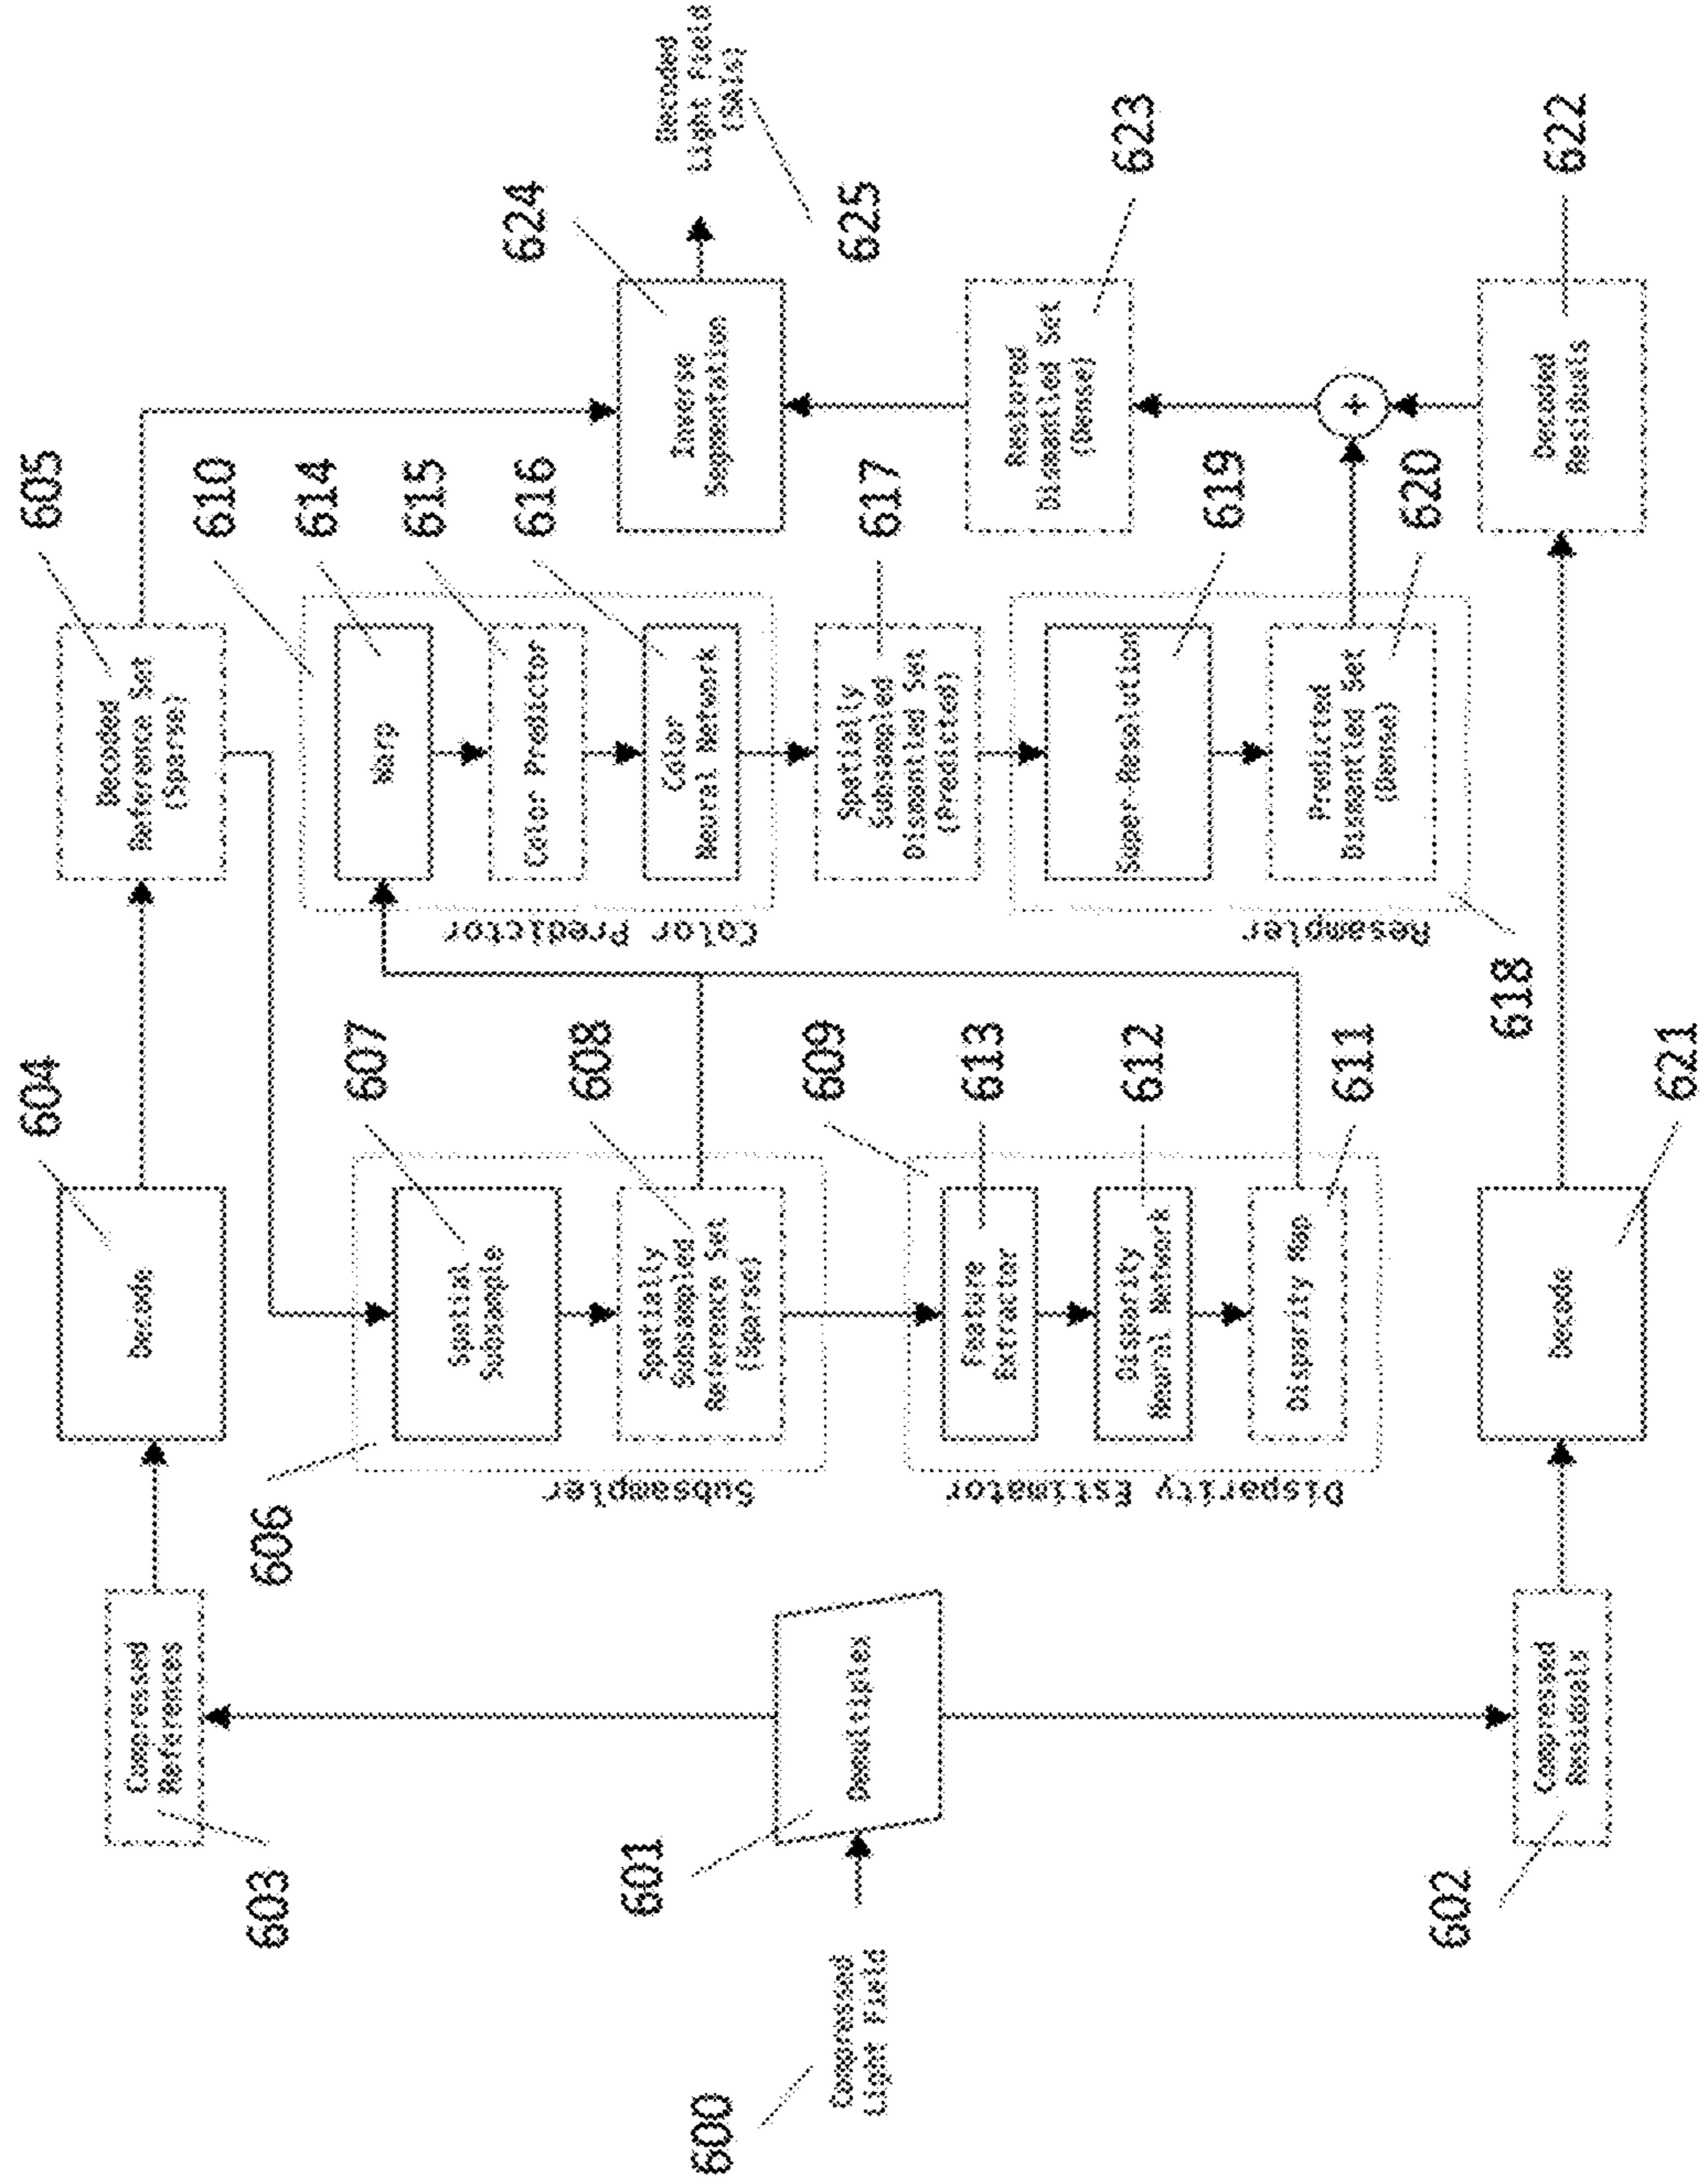 600
Compressed
Light Field
601
Demultiplex
603
Compressed
References
602
Compressed
Residuals
604
Decode
605
Decoded
Reference Set
(Sparse)
606
Subsampler
607
Spatial
Subsample
608
Spatially
Subsampled
Reference Set
(Sparse)
609
Disparity Estimator
613
Feature
Extractor
612
Disparity
Neural Network
611
Disparity Map
621
Decode
610
Color Predictor
614
Warp
615
Color Predictor
616
Color
Neural Network
617
Spatially
Subsampled
Dismantled Set
(Predicted)
618
Resampler
619
Super-Resolution
620
Predicted
Dismantled Set
(Dense)
+
622
Decoded
Residuals
623
Restored
Dismantled Set
(Dense)
624
Inverse
Segmentation
625
Decoded
Light Field
(SAIs)